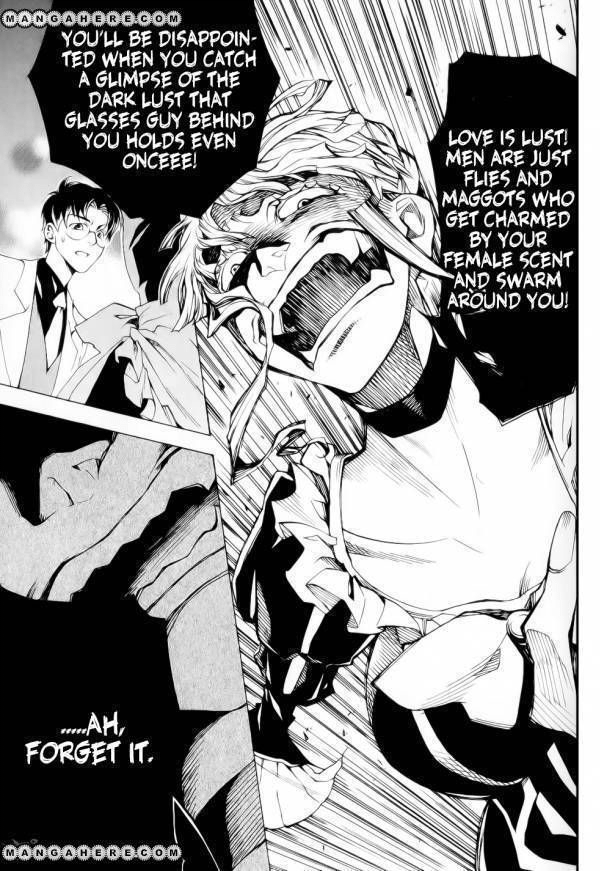 MANGAHERE.COM
LOVE IS LUST!
MEN ARE JUST
FLIES AND
MAGGOTS WHO
GET CHARMED
BY YOUR
FEMALE SCENT
AND SWARM
AROUND YOU!
YOU'LL BE DISAPPOIN-
TED WHEN YOU CATCH
A GLIMPSE OF THE
DARK LUST THAT
GLASSES GUY BEHIND
YOU HOLDS EVEN
ONCEEE!
.....AH,
FORGET IT.
MANGAHERE.COM